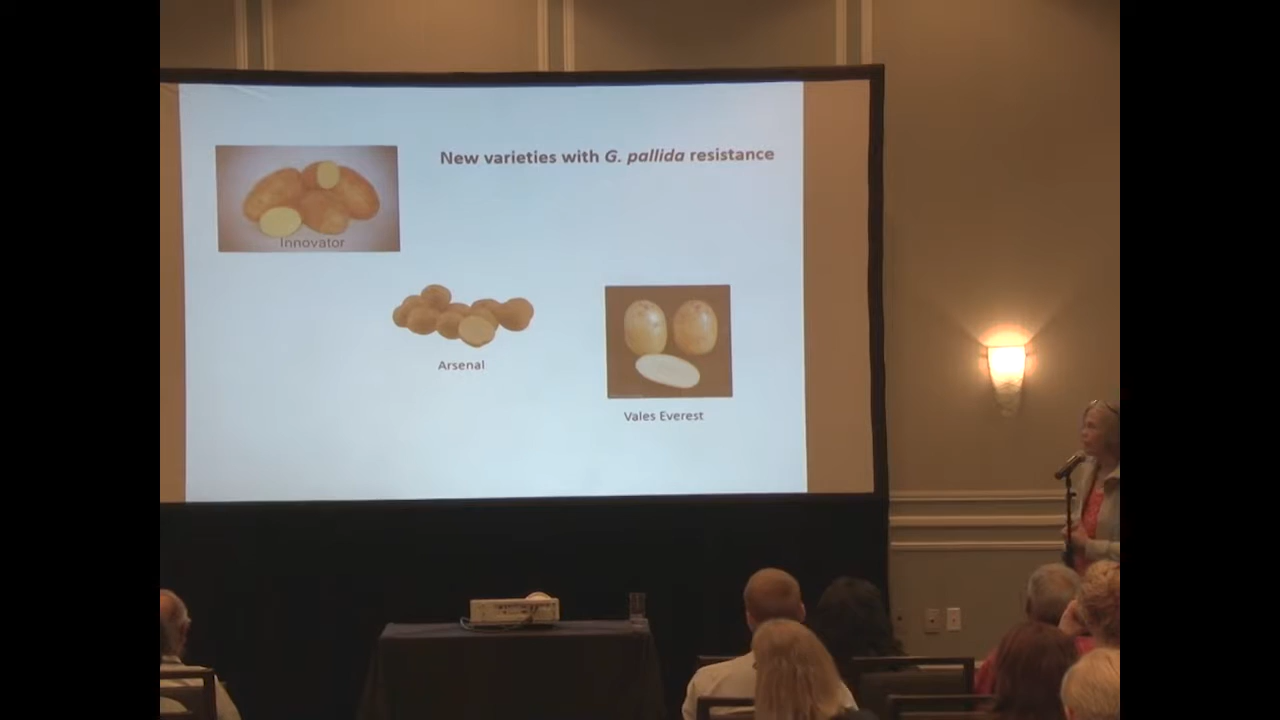 New varieties with G. pallida resistance
Innovator
Arsenal
Vales Everest